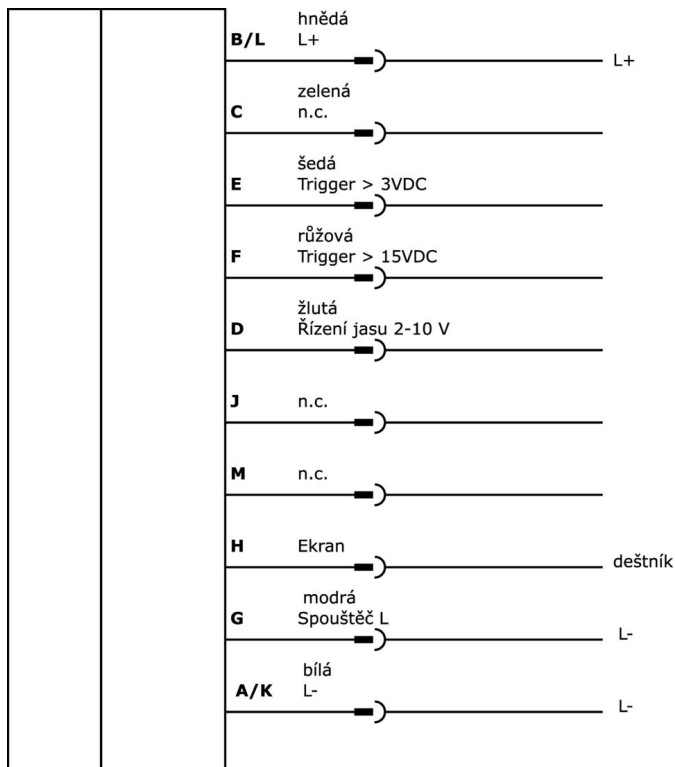 hnědá
B/L L+ L+
zelená
C n.c.
šedá
E Trigger > 3VDC
růžová
F Trigger > 15VDC
žlutá
D Řízení jasu 2-10 V
J n.c.
M n.c.
H Ekran deštník
modrá
G Spouštěč L L-
bílá
A/K L- L-